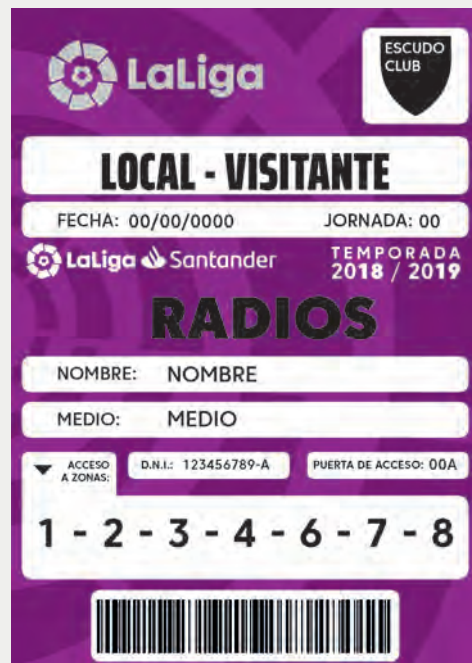 LaLiga
ESCUDO
CLUB
LOCAL - VISITANTE
FECHA: 00/00/0000 JORNADA: 00
LaLiga Santander
TEMPORADA
2018 / 2019
RADIOS
NOMBRE: NOMBRE
MEDIO: MEDIO
ACCESO
A ZONAS:
D.N.I.: 123456789-A
PUERTA DE ACCESO: 00A
1 - 2 - 3 - 4 - 6 - 7 - 8